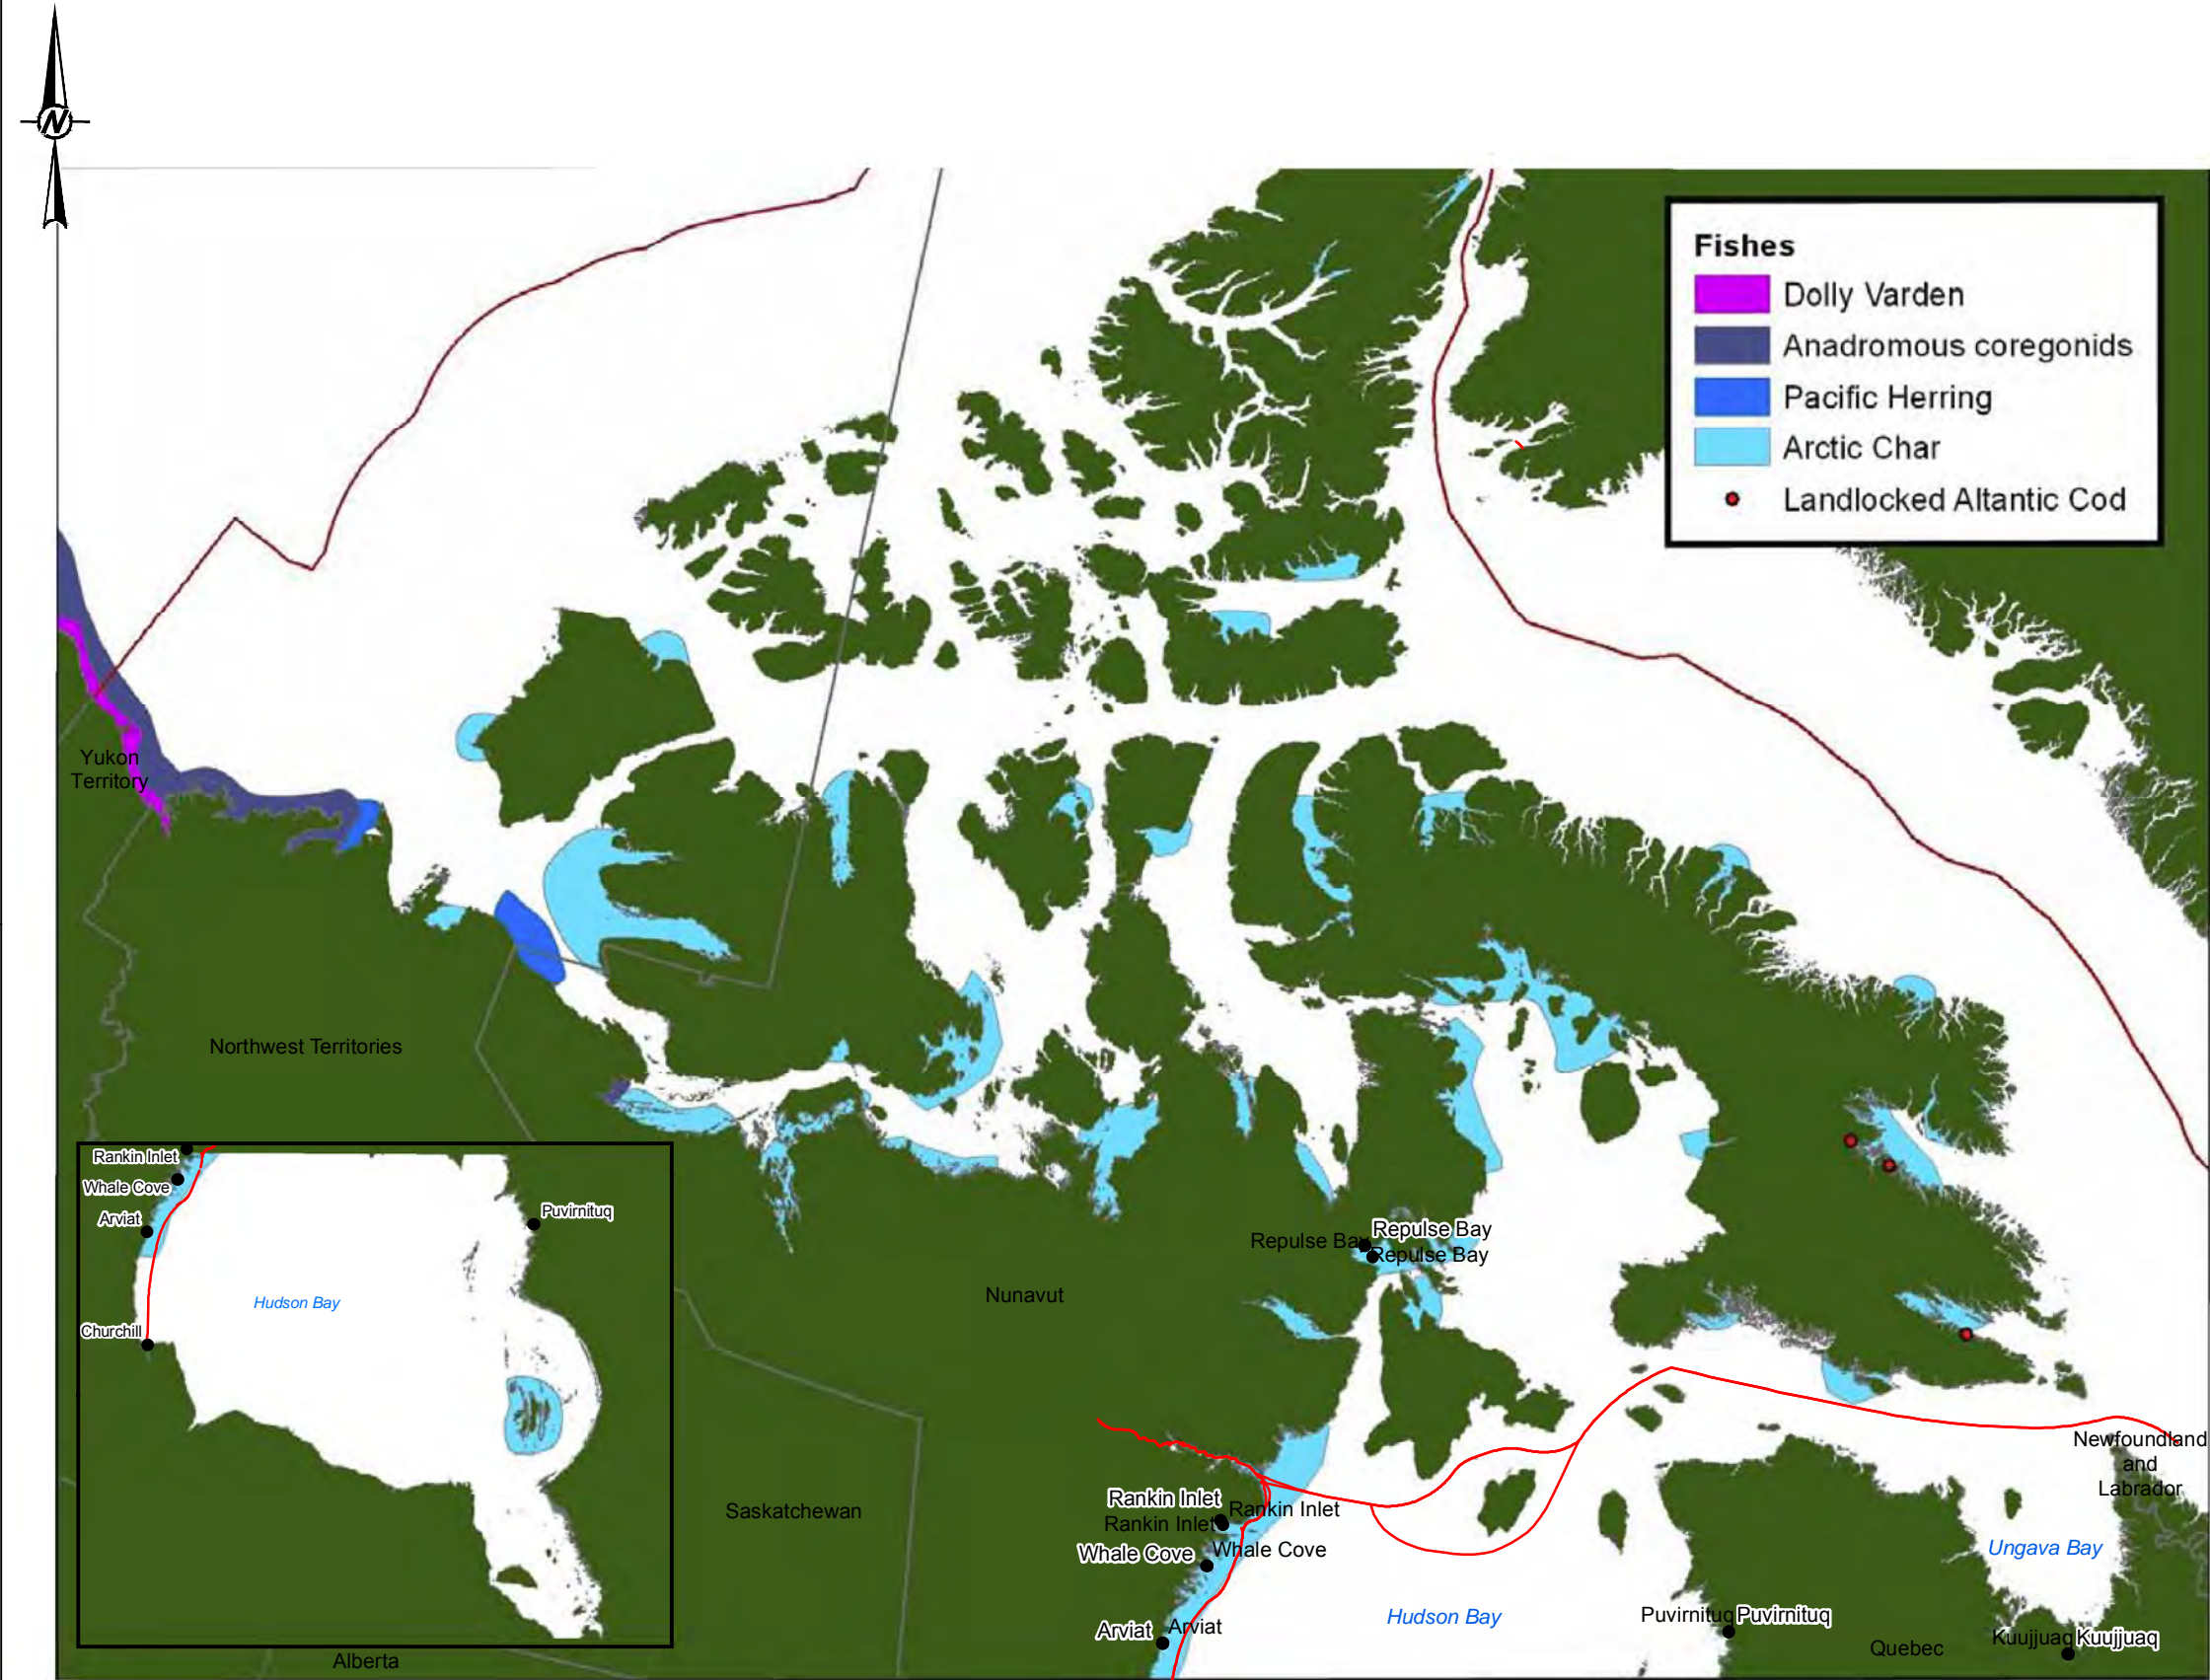 N
Fishes
Dolly Varden
Anadromous coregonids
Pacific Herring
Arctic Char
Landlocked Altantic Cod
Yukon
Territory
Northwest Territories
Rankin Inlet
Whale Cove
Arviat
Puvirnituq
Hudson Bay
Churchill
Repulse Bay
Repulse Bay
Repulse Bay
Nunavut
Newfoundland
and
Labrador
Saskatchewan
Rankin Inlet
Rankin Inlet
Rankin Inlet
Whale Cove
Whale Cove
Ungava Bay
Hudson Bay
Arviat
Arviat
Puvirnituq
Puvirnituq
Quebec
Kuujjuaq
Kuujjuaq
Alberta